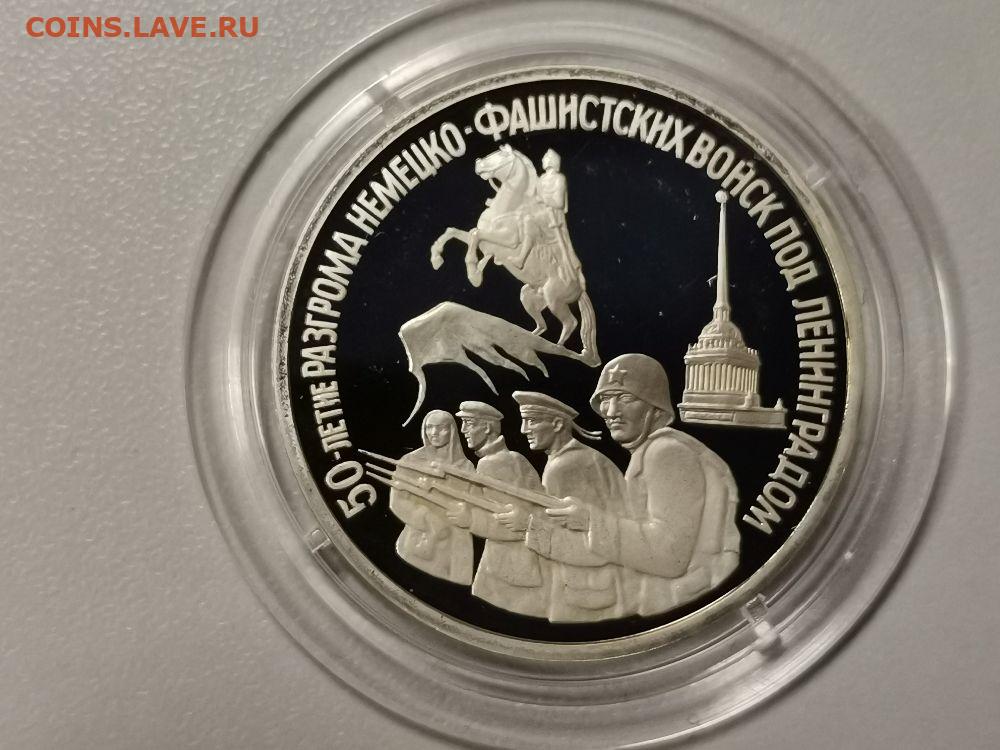 COINS.LAVE.RU
50-ЛЕТИЕ РАЗГРОМА НЕМЕЦКО-ФАШИСТСКИХ ВОЙСК ПОД ЛЕНИНГРАДОМ